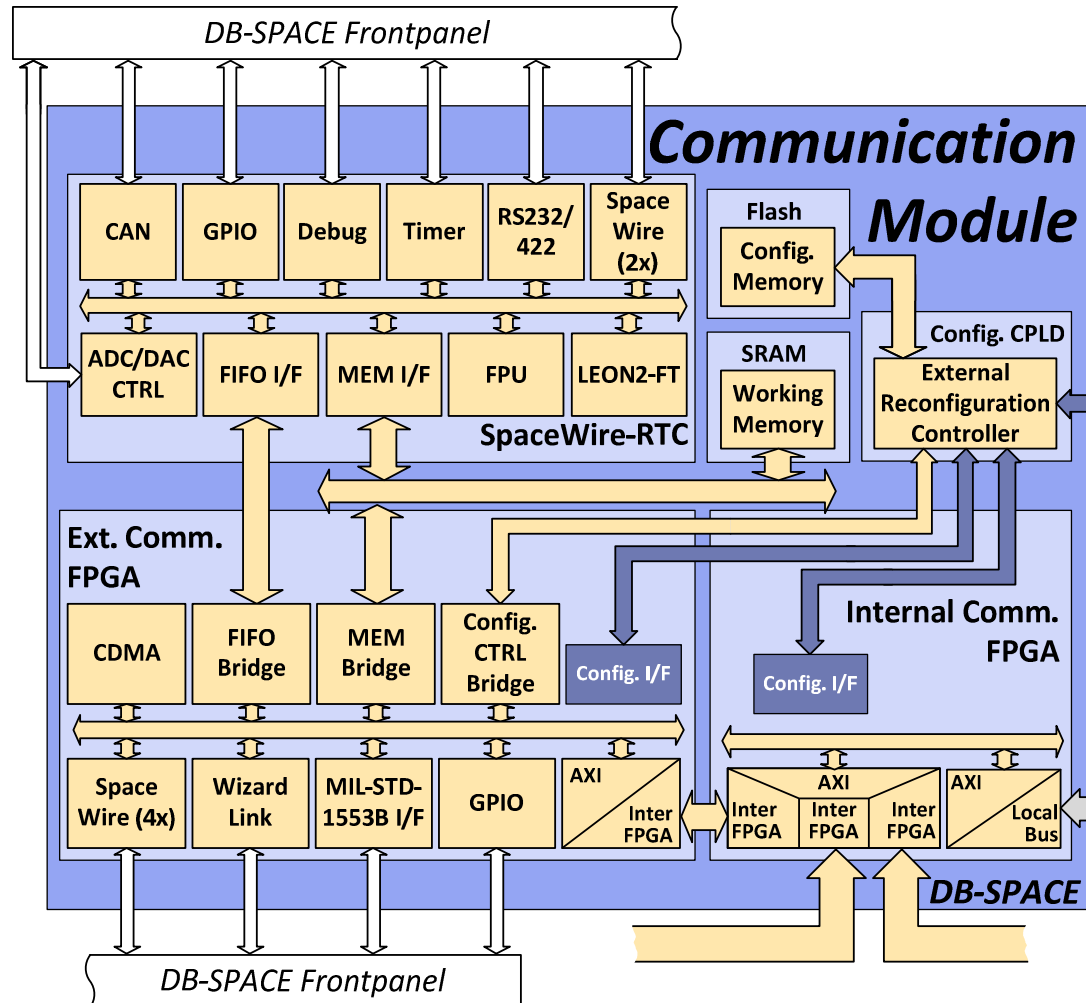 DB-SPACE Frontpanel
Communication
Module
CAN
GPIO
Debug
Timer
RS232/
422
Space
Wire
(2x)
ADC/DAC
CTRL
FIFO I/F
MEM I/F
FPU
LEON2-FT
SpaceWire-RTC
Flash
Config.
Memory
SRAM
Working
Memory
Config. CPLD
External
Reconfiguration
Controller
Ext. Comm.
FPGA
CDMA
FIFO
Bridge
MEM
Bridge
Config.
CTRL
Bridge
Config. I/F
Space
Wire (4x)
Wizard
Link
MIL-STD-
1553B I/F
GPIO
AXI
Inter
FPGA
Internal Comm.
FPGA
Config. I/F
AXI
Inter
FPGA
Inter
FPGA
Inter
FPGA
AXI
Local
Bus
DB-SPACE
DB-SPACE Frontpanel